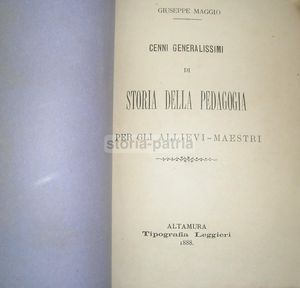 GIUSEPPE MAGGIO
CENNI GENERALISSIMI
DI
STORIA DELLA PEDAGOGIA
storia-patria
PER GLI ALLIEVI-MAESTRI
ALTAMURA
Tipografia Leggieri
1888.